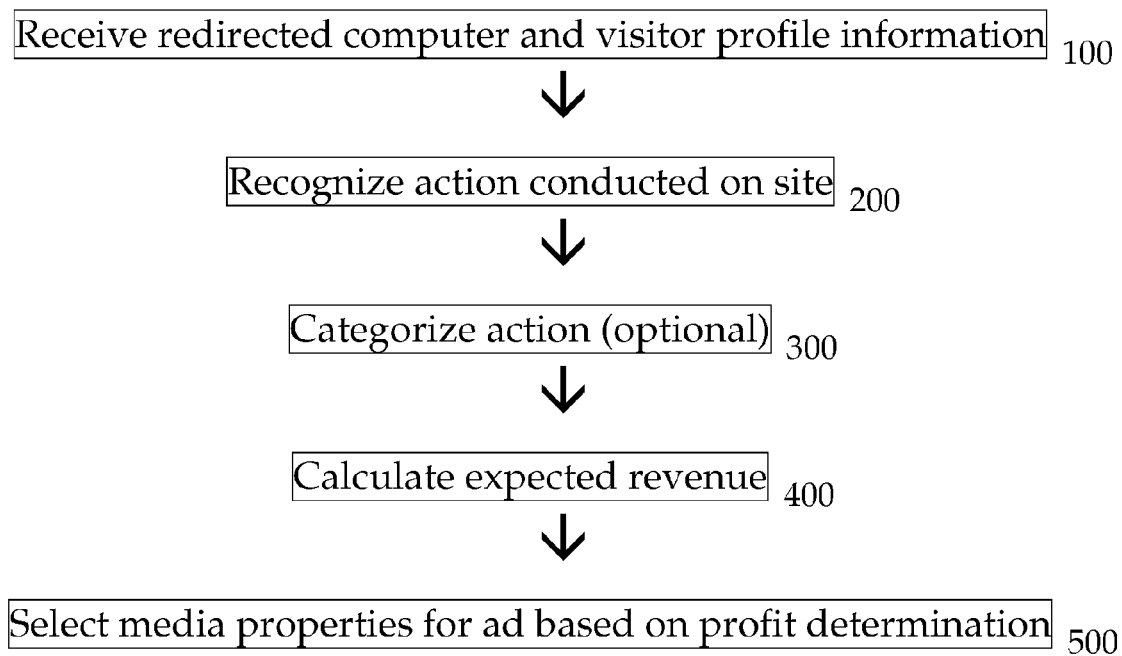 Receive redirected computer and visitor profile information 100
Recognize action conducted on site 200
Categorize action (optional) 300
Calculate expected revenue 400
Select media properties for ad based on profit determination 500